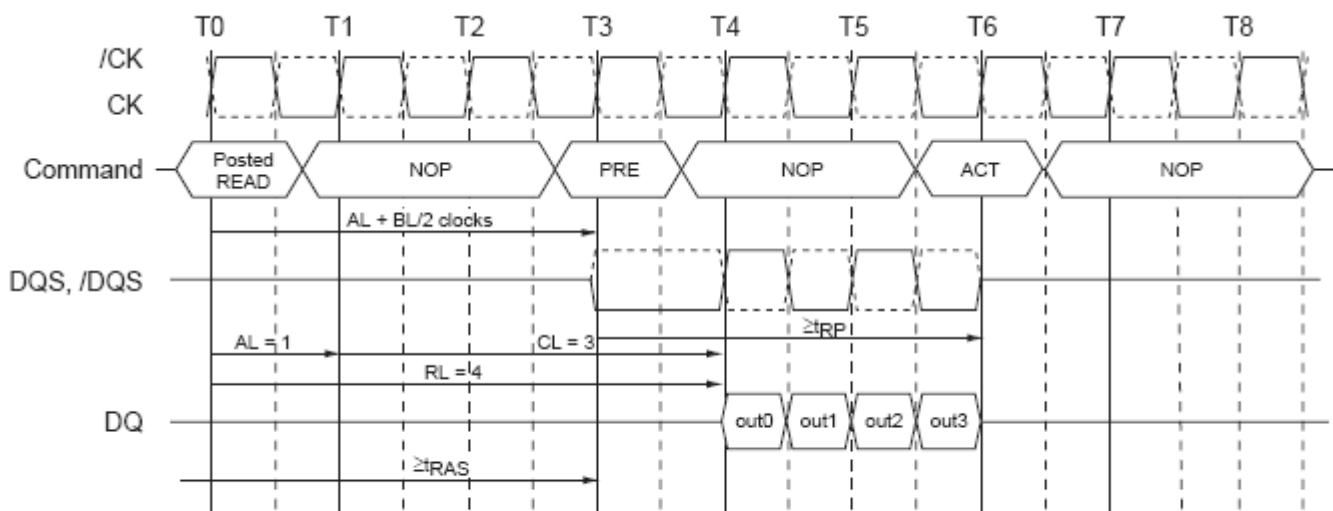 T0 T1 T2 T3 T4 T5 T6 T7 T8
/CK
CK
Command Posted READ NOP PRE NOP ACT NOP
AL + BL/2 clocks
DQS, /DQS
≥tRP
AL = 1 CL = 3
RL = 4
DQ out0 out1 out2 out3
≥tRAS